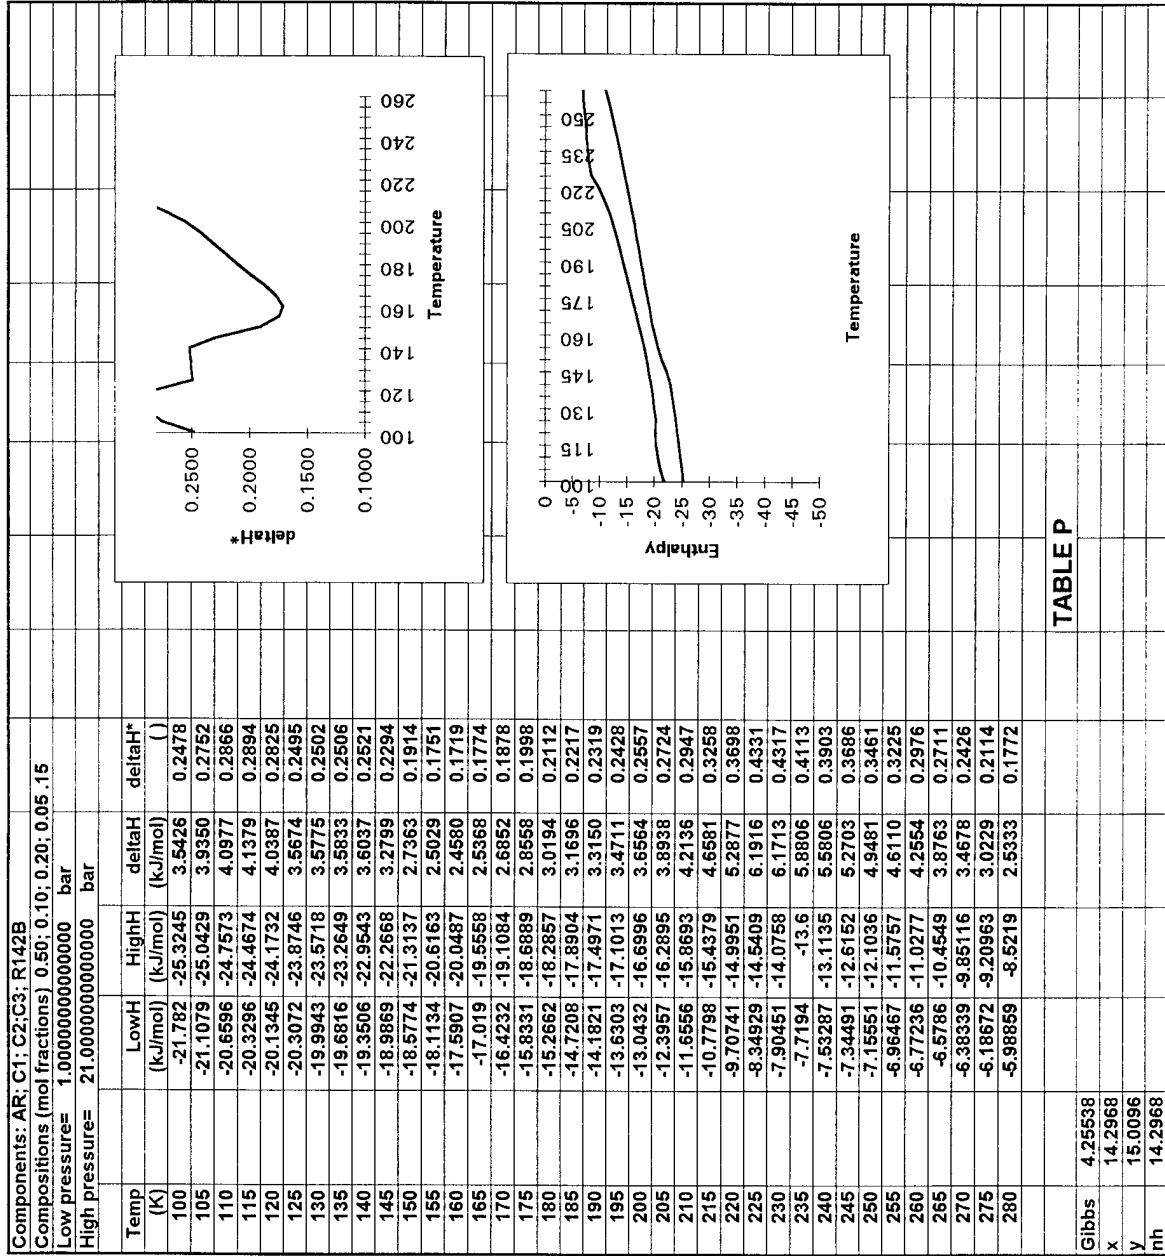 Components: AR; C1; C2;C3; R142B
Compositions (mol fractions) 0.50; 0.10; 0.20; 0.05 .15
Low pressure= 1.00000000000000 bar
High pressure= 21.00000000000000 bar
Temp LowH HighH deltaH deltaH*
(K) (kJ/mol) (kJ/mol) (kJ/mol) ( )
100 -21.782 -25.3245 3.5426 0.2478
105 -21.1079 -25.0429 3.9350 0.2752
110 -20.6596 -24.7573 4.0977 0.2866
115 -20.3296 -24.4674 4.1379 0.2894
120 -20.1345 -24.1732 4.0387 0.2825
125 -20.3072 -23.8746 3.5674 0.2495
130 -19.9943 -23.5718 3.5775 0.2502
135 -19.6816 -23.2649 3.5833 0.2506
140 -19.3506 -22.9543 3.6037 0.2521
145 -18.9869 -22.2668 3.2799 0.2294
150 -18.5774 -21.3137 2.7363 0.1914
155 -18.1134 -20.6163 2.5029 0.1751
160 -17.5907 -20.0487 2.4580 0.1719
165 -17.019 -19.5558 2.5368 0.1774
170 -16.4232 -19.1084 2.6852 0.1878
175 -15.8331 -18.6889 2.8558 0.1998
180 -15.2662 -18.2857 3.0194 0.2112
185 -14.7208 -17.8904 3.1696 0.2217
190 -14.1821 -17.4971 3.3150 0.2319
195 -13.6303 -17.1013 3.4711 0.2428
200 -13.0432 -16.6996 3.6564 0.2557
205 -12.3957 -16.2895 3.8938 0.2724
210 -11.6556 -15.8693 4.2136 0.2947
215 -10.7798 -15.4379 4.6581 0.3258
220 -9.70741 -14.9951 5.2877 0.3698
225 -8.34929 -14.5409 6.1916 0.4331
230 -7.90451 -14.0758 6.1713 0.4317
235 -7.7194 -13.6 5.8806 0.4113
240 -7.53287 -13.1135 5.5806 0.3903
245 -7.34491 -12.6152 5.2703 0.3686
250 -7.15551 -12.1036 4.9481 0.3461
255 -6.96467 -11.5757 4.6110 0.3225
260 -6.77236 -11.0277 4.2554 0.2976
265 -6.5786 -10.4549 3.8763 0.2711
270 -6.38339 -9.85116 3.4678 0.2426
275 -6.18672 -9.20963 3.0229 0.2114
280 -5.98859 -8.5219 2.5333 0.1772
Gibbs 4.25538
x 14.2968
y 15.0096
nh 14.2968
deltaH*
0.2500
0.2000
0.1500
0.1000
100 120 140 160 180 200 220 240 260
Temperature
Enthalpy
0
-5
-10
-15
-20
-25
-30
-35
-40
-45
-50
100 115 130 145 160 175 190 205 220 235 250
Temperature
TABLE P